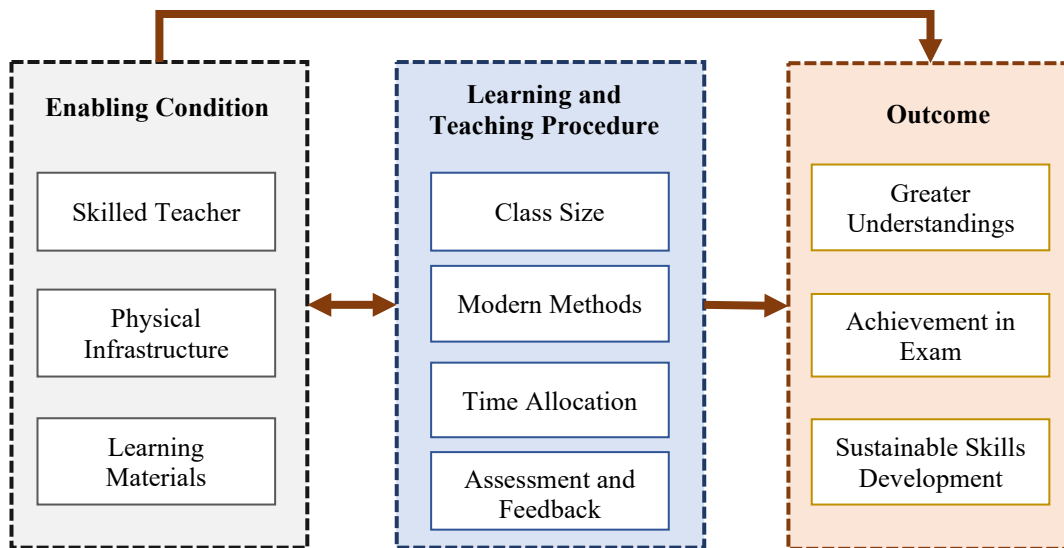 Enabling Condition
Skilled Teacher
Physical
Infrastructure
Learning
Materials
Learning and
Teaching Procedure
Class Size
Modern Methods
Time Allocation
Assessment and
Feedback
Outcome
Greater
Understandings
Achievement in
Exam
Sustainable Skills
Development